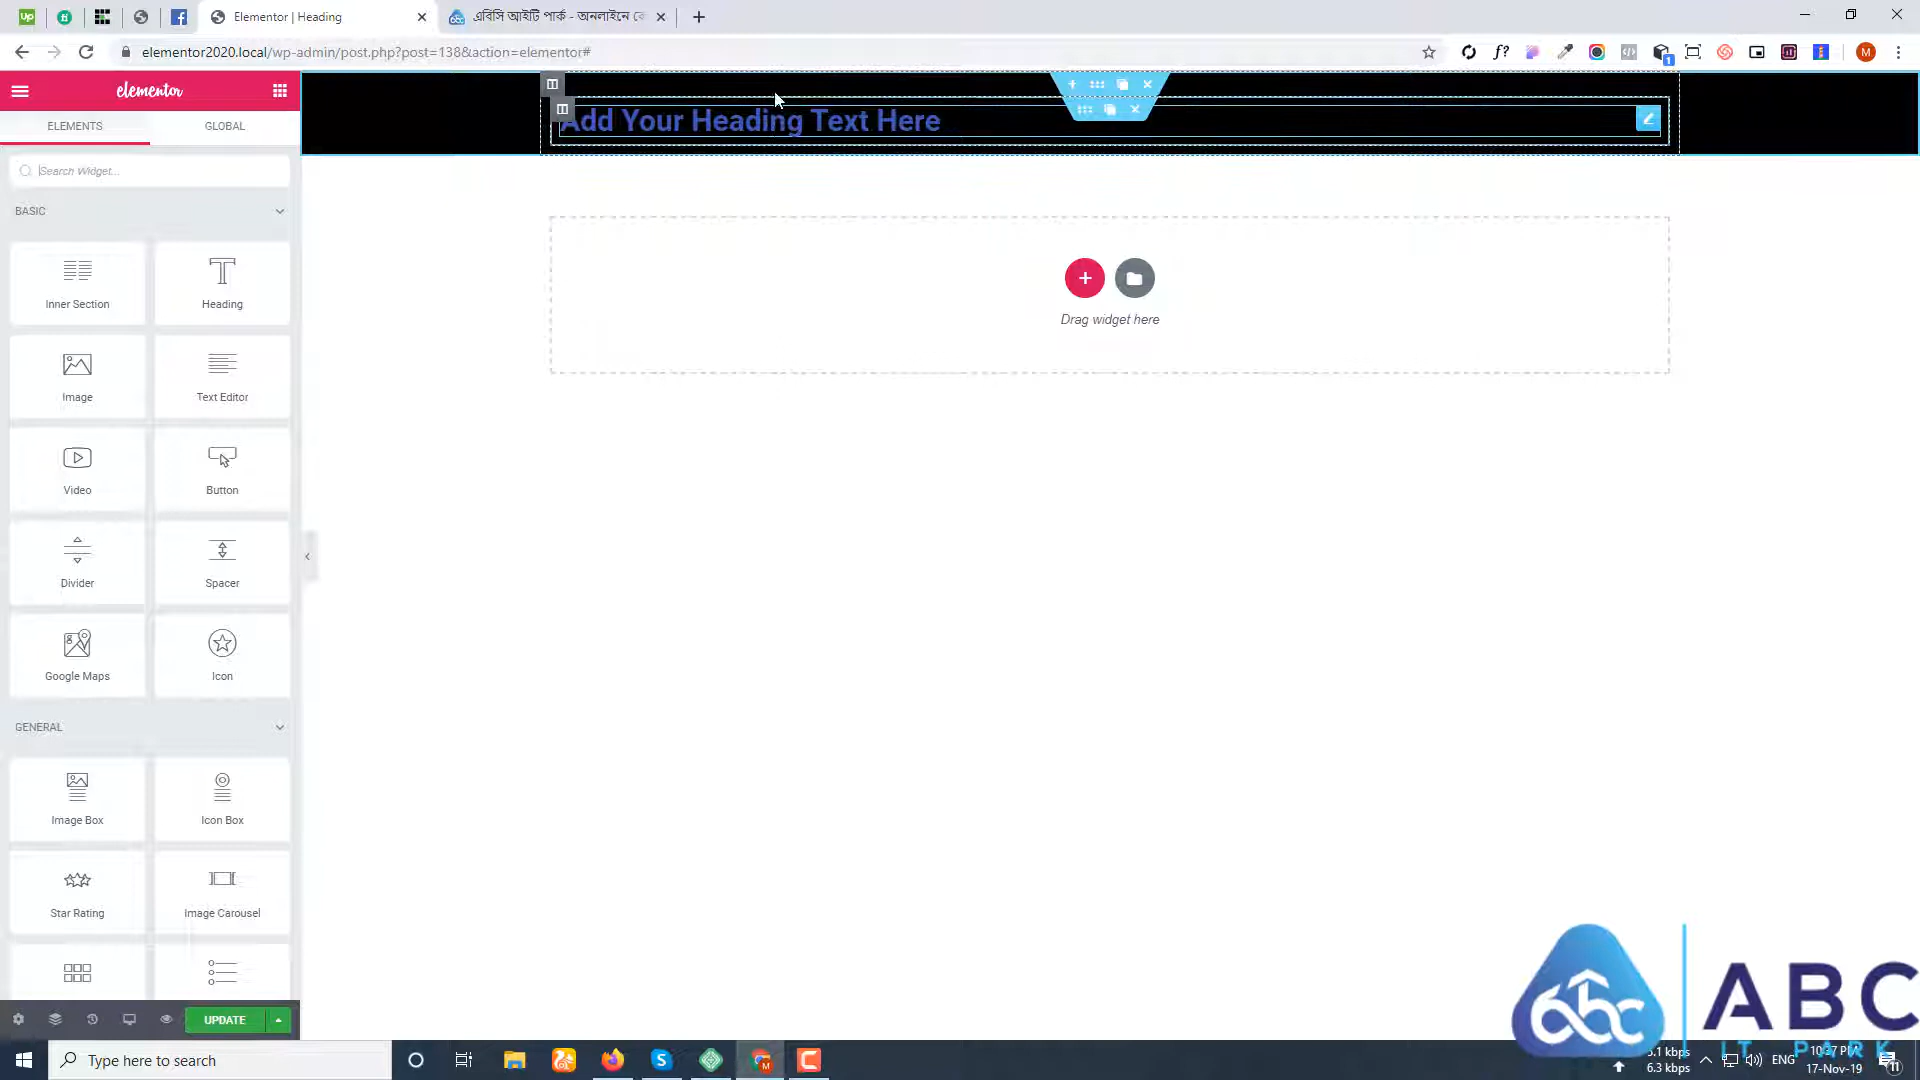 Elementor | Heading
এবিসি আইটি পার্ক - অনলাইনে কে
elementor2020.local/wp-admin/post.php?post=138&action=elementor#
elementor
ELEMENTS
GLOBAL
Search Widget...
BASIC
Inner Section
Heading
Image
Text Editor
Video
Button
Divider
Spacer
Google Maps
Icon
GENERAL
Image Box
Icon Box
Star Rating
Image Carousel
UPDATE
Add Your Heading Text Here
Drag widget here
abc
ABC
IT PARK
Type here to search
6.3 kbps
ENG
17-Nov-19